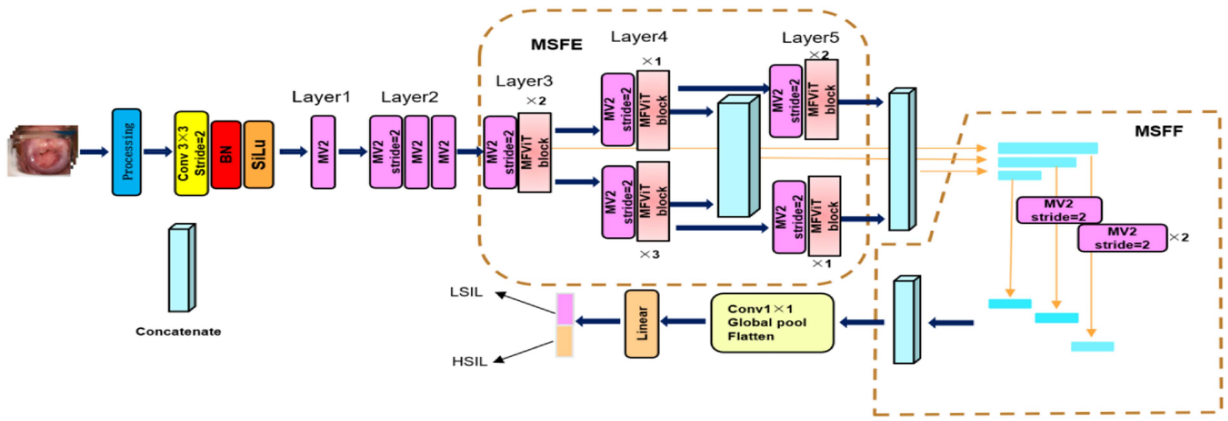 MSFE
Layer4
Layer5
×1
×2
Layer3
×2
Layer1
Layer2
MSFF
Processing
Conv 3×3
Stride=2
BN
SiLu
MV2
MV2
stride=2
MV2
MV2
MV2
stride=2
MFViT
block
MV2
stride=2
MFViT
block
MV2
stride=2
MFViT
block
MV2
stride=2
MFViT
block
×3
MV2
stride=2
MFViT
block
×1
MV2
stride=2
MV2
stride=2
×2
Concatenate
LSIL
HSIL
Linear
Conv1×1
Global pool
Flatten